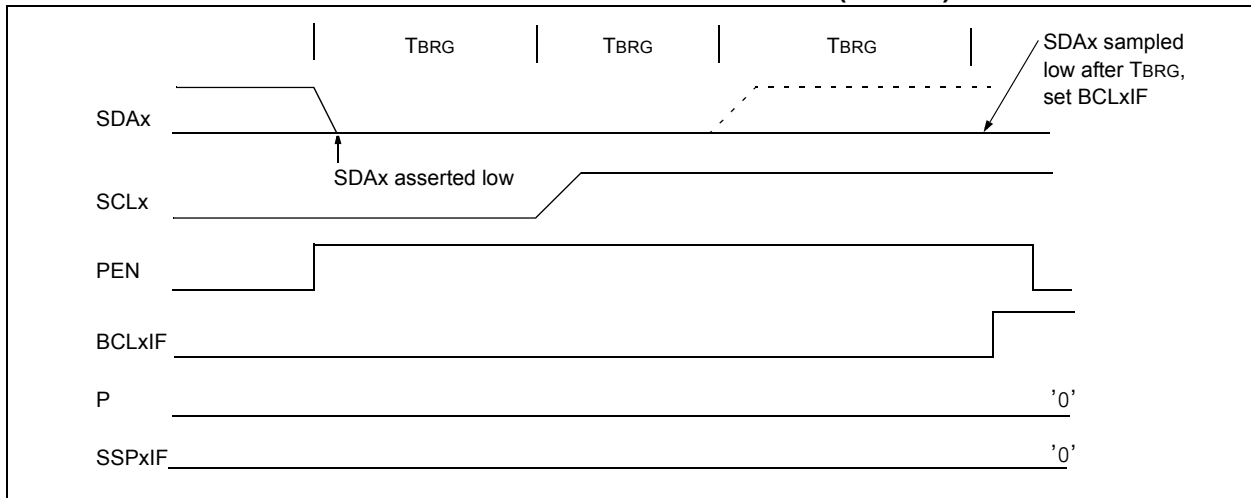 TBRG TBRG TBRG
SDAx sampled
low after TBRG,
set BCLxIF
SDAx
SDAx asserted low
SCLx
PEN
BCLxIF
P '0'
SSPxIF '0'